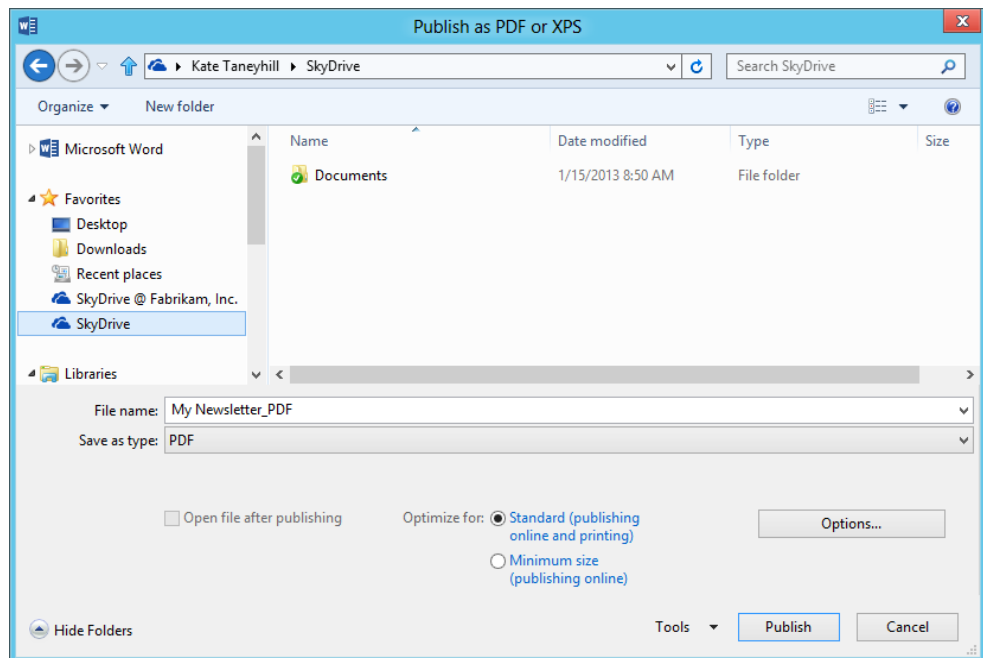 Publish as PDF or XPS
Kate Taneyhill SkyDrive
Search SkyDrive
Organize
New folder
Name
Date modified
Type
Size
Documents
1/15/2013 8:50 AM
File folder
Microsoft Word
Favorites
Desktop
Downloads
Recent places
SkyDrive @ Fabrikam, Inc.
SkyDrive
Libraries
File name: My Newsletter_PDF
Save as type: PDF
Open file after publishing
Optimize for:
Standard (publishing
online and printing)
Minimum size
(publishing online)
Options...
Hide Folders
Tools
Publish
Cancel